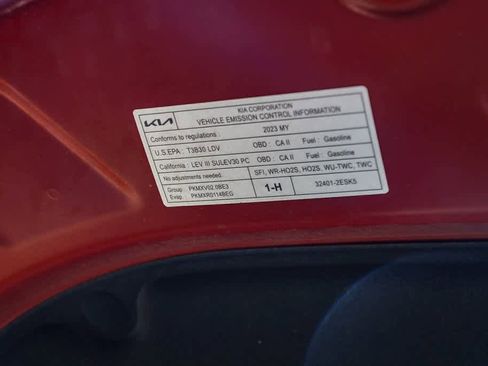 KIA CORPORATION
KIA VEHICLE EMISSION CONTROL INFORMATION
Conforms to regulations : 2023 MY
U.S.EPA : T3B30 LDV OBD : CA II Fuel : Gasoline
California : LEV III SULEV30 PC OBD : CA II Fuel : Gasoline
No adjustments needed. SFI, WR-HO2S, HO2S, WU-TWC, TWC
Group : PKMXV02.0BE3 1-H 32401-2ESK5
Evap : PKMXR0114BEG